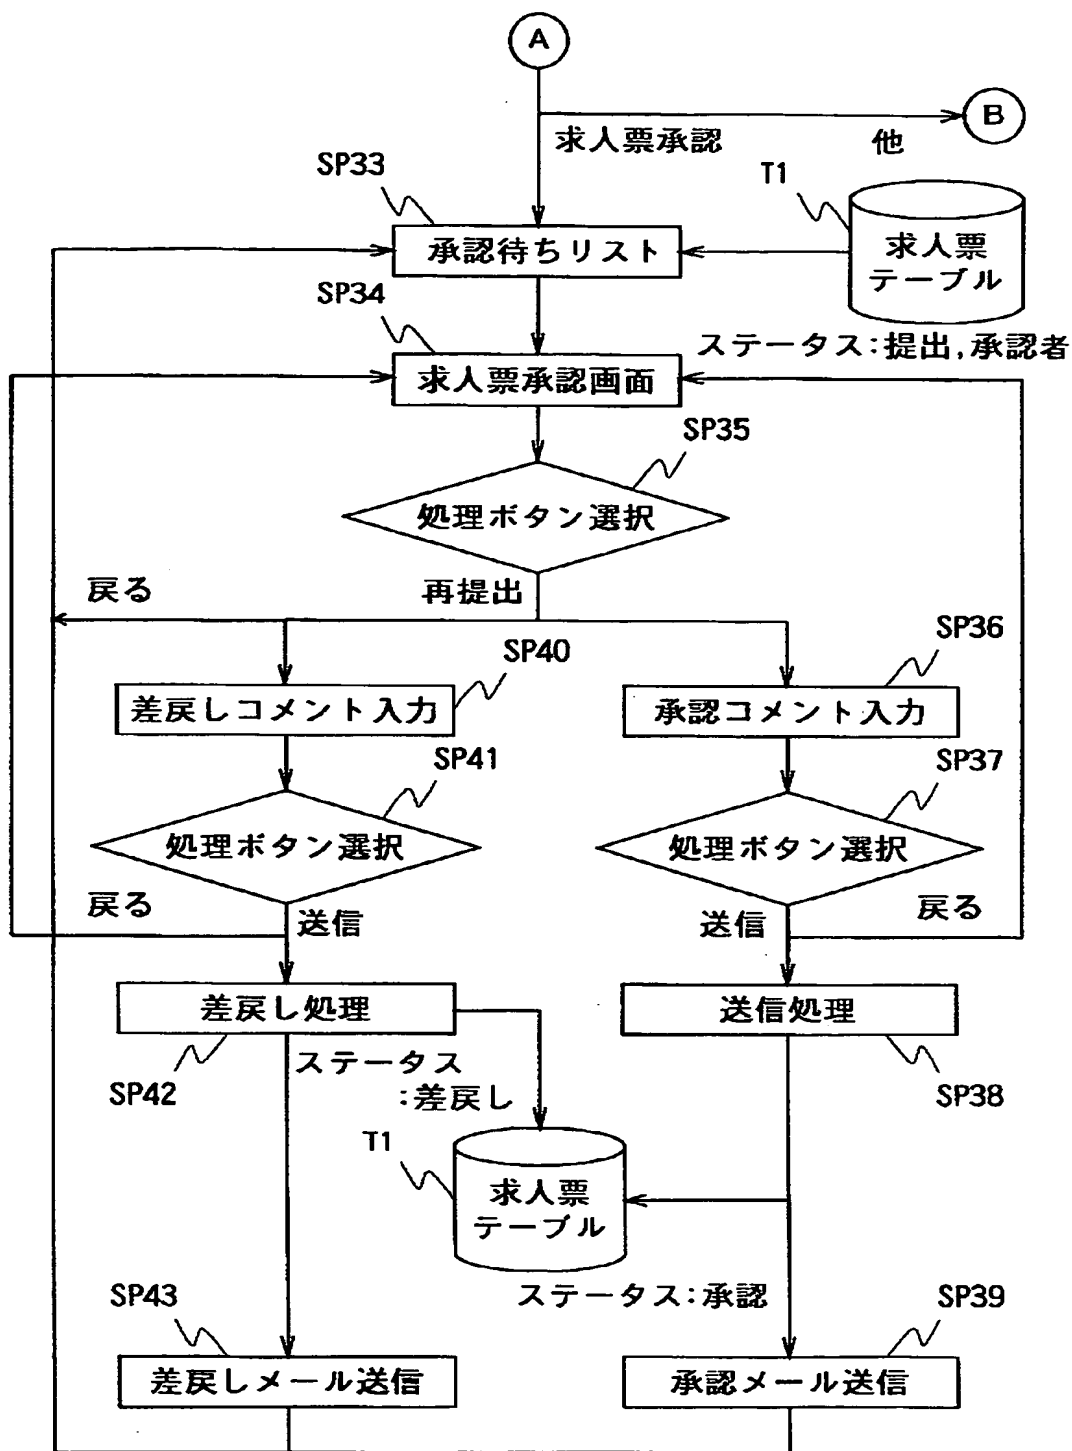 A
B
求人票承認
他
SP33
T1
承認待ちリスト
求人票
テーブル
SP34
ステータス:提出,承認者
求人票承認画面
SP35
処理ボタン選択
戻る
再提出
SP40
SP36
差戻しコメント入力
承認コメント入力
SP41
SP37
処理ボタン選択
処理ボタン選択
戻る
送信
送信
戻る
差戻し処理
送信処理
SP42
ステータス
:差戻し
SP38
T1
求人票
テーブル
ステータス:承認
SP43
SP39
差戻しメール送信
承認メール送信